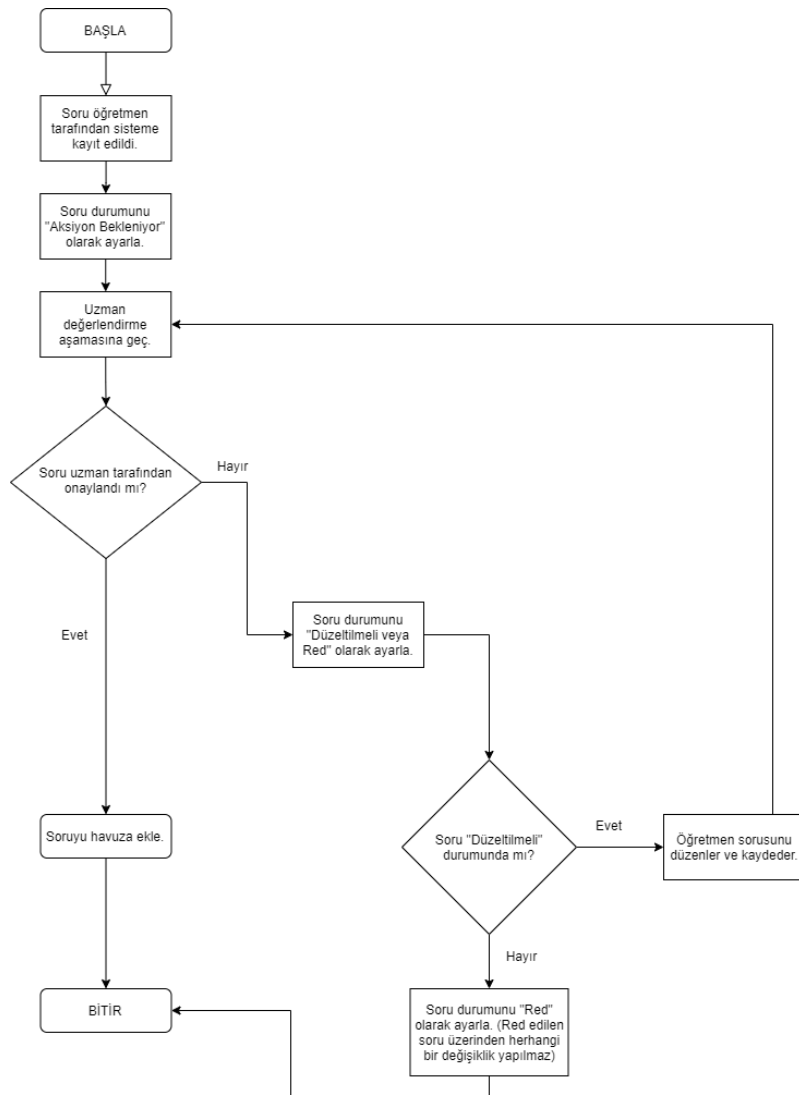 BAŞLA
Soru öğretmen
tarafından sisteme
kayıt edildi.
Soru durumunu
"Aksiyon Bekleniyor"
olarak ayarla.
Uzman
değerlendirme
aşamasına geç.
Soru uzman tarafından
onaylandı mı?
Hayır
Evet
Soru durumunu
"Düzeltilmeli veya
Red" olarak ayarla.
Soruyu havuza ekle.
Soru "Düzeltilmeli"
durumunda mı?
Evet
Öğretmen sorusunu
düzenler ve kaydeder.
Hayır
BİTİR
Soru durumunu "Red"
olarak ayarla. (Red edilen
soru üzerinden herhangi
bir değişiklik yapılmaz)